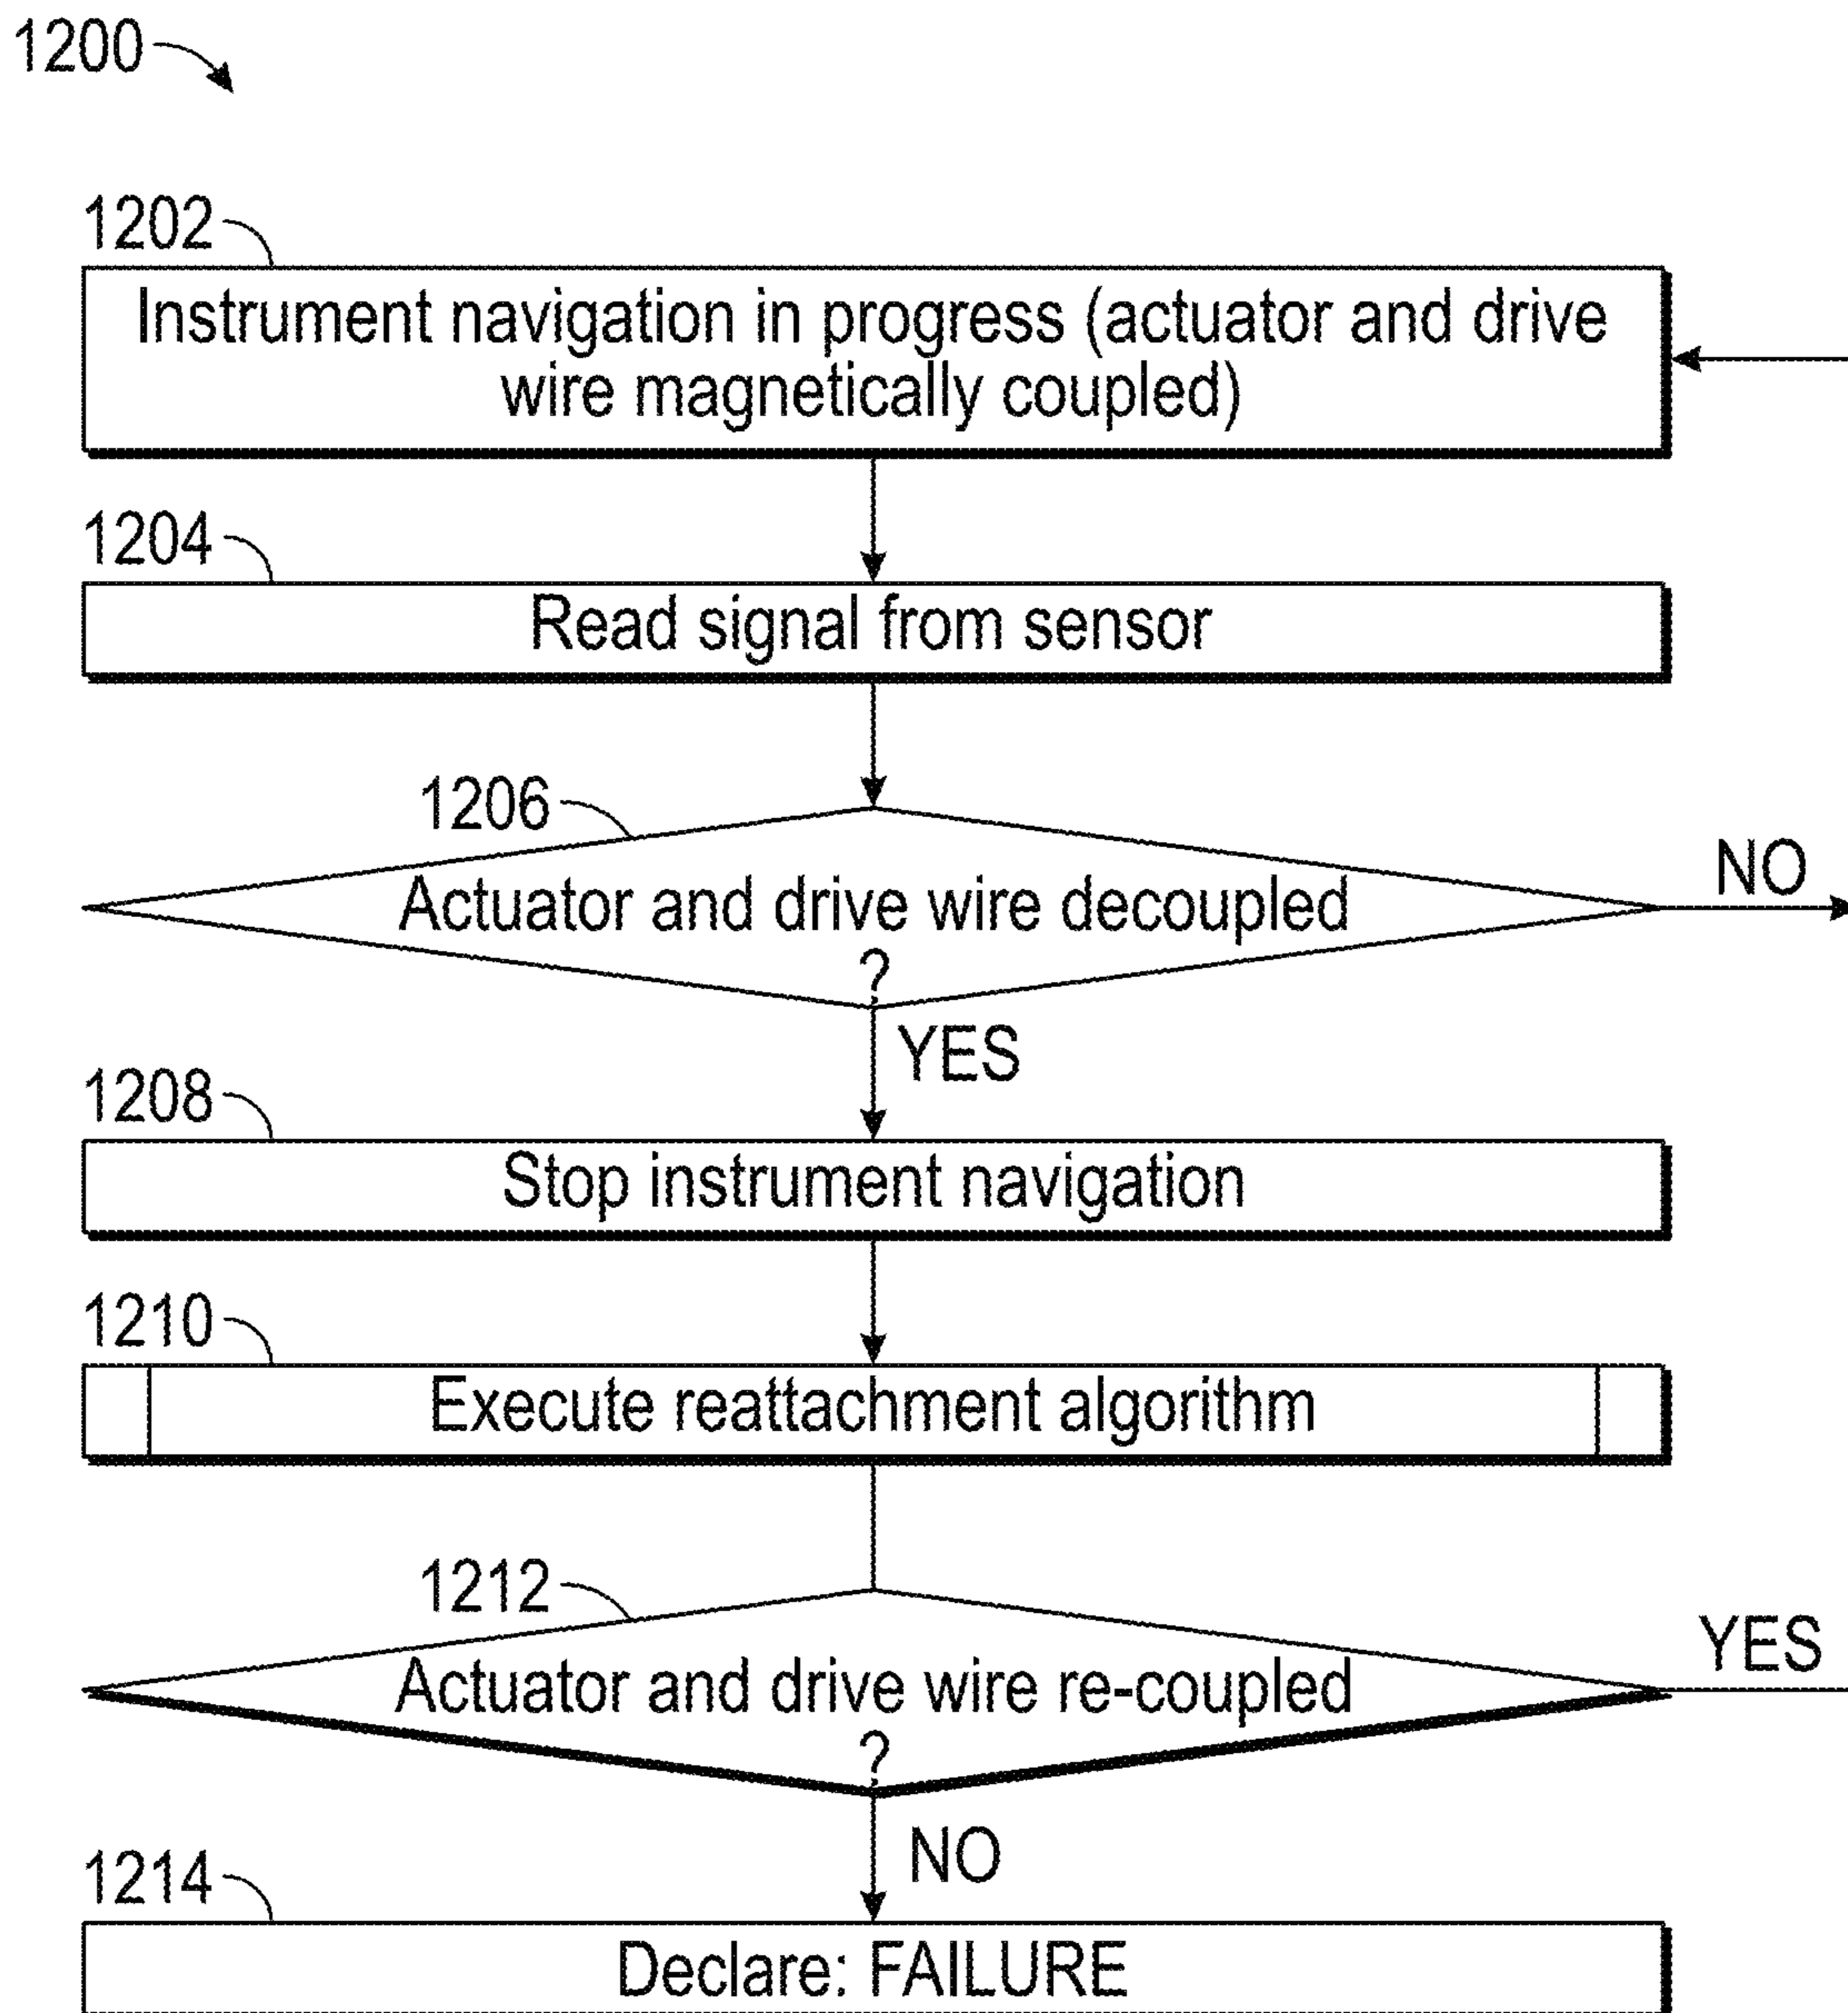 1200
1202
Instrument navigation in progress (actuator and drive
wire magnetically coupled)
1204
Read signal from sensor
1206
Actuator and drive wire decoupled
?
NO
YES
1208
Stop instrument navigation
1210
Execute reattachment algorithm
1212
Actuator and drive wire re-coupled
?
YES
NO
1214
Declare: FAILURE